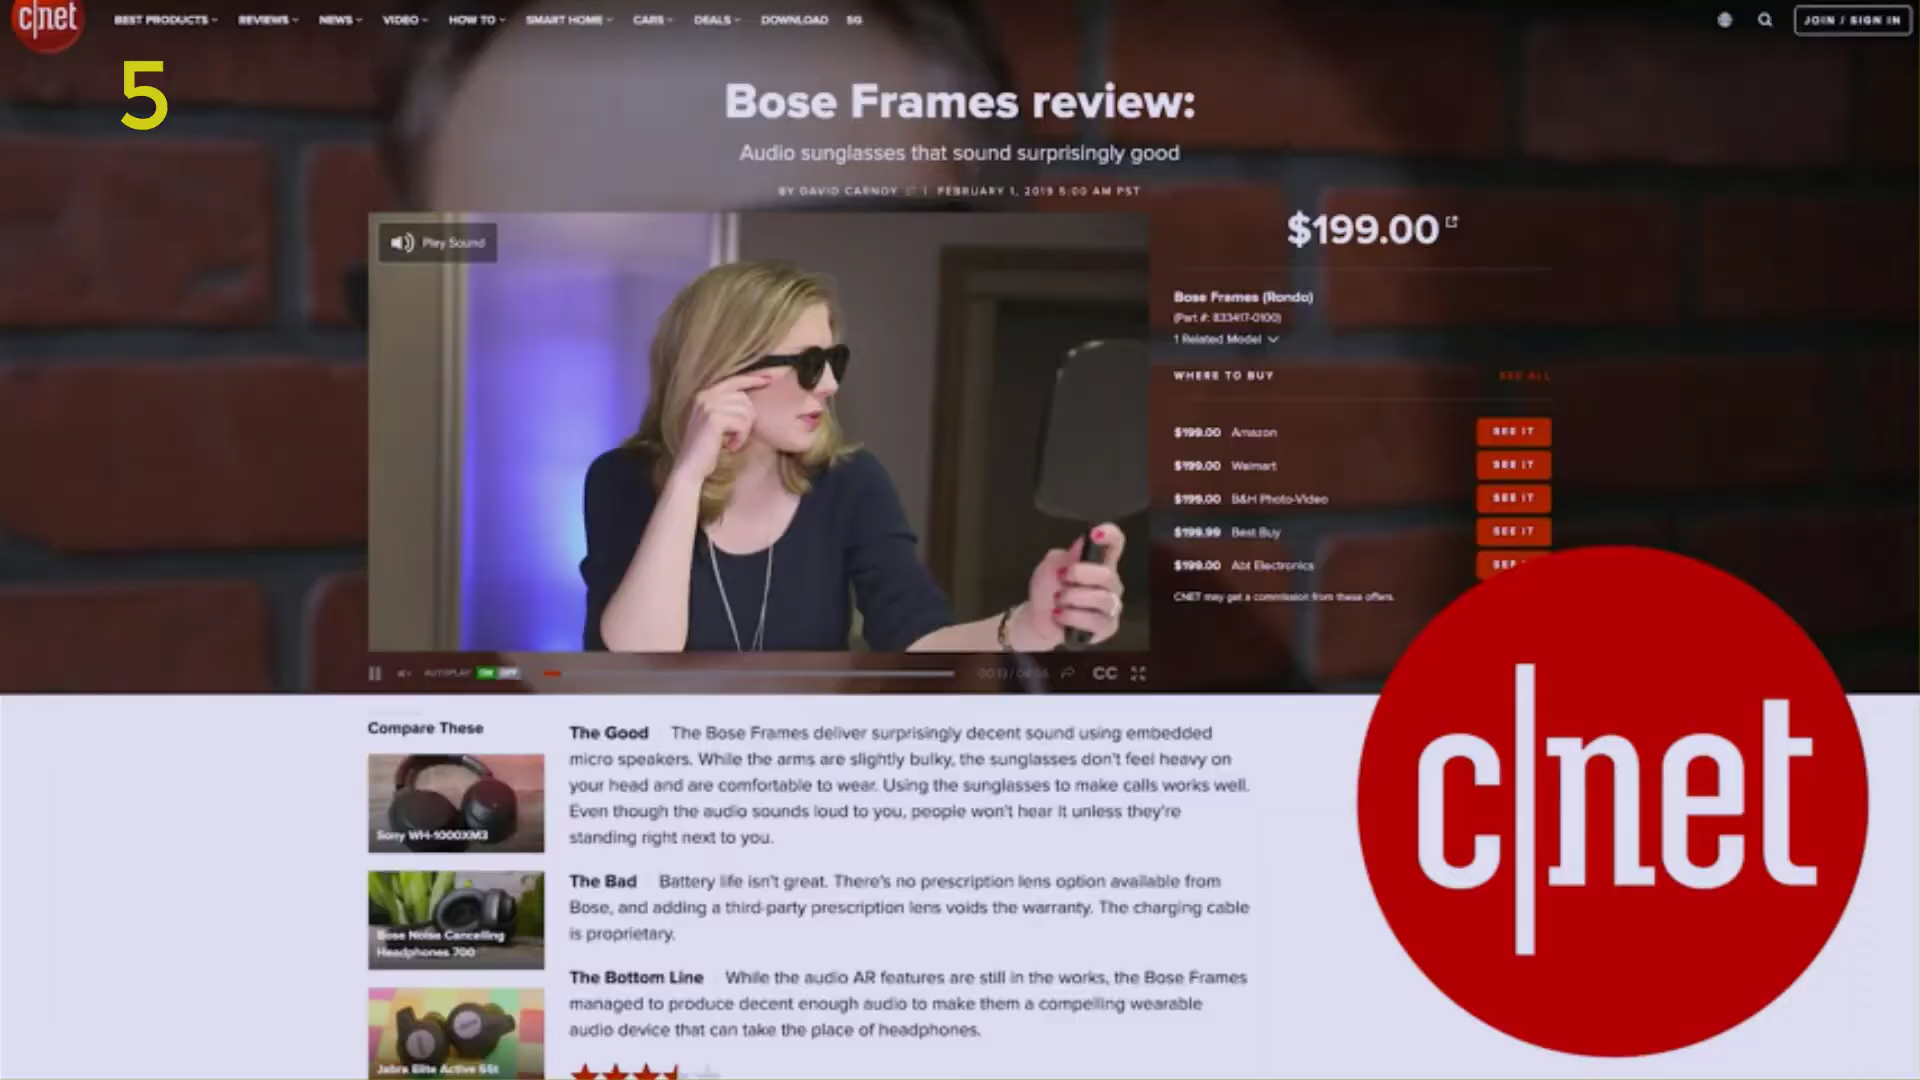 c|net BEST PRODUCTS REVIEWS NEWS VIDEO HOW TO SMART HOME CARS DEALS DOWNLOAD 5G JOIN / SIGN IN
5
Bose Frames review:
Audio sunglasses that sound surprisingly good
BY DAVID CARNOY | FEBRUARY 1, 2019 5:00 AM PST
Play Sound
$199.00
Bose Frames (Rondo)
(Part #: 833417-0100)
1 Related Model
WHERE TO BUY SEE ALL
$199.00 Amazon SEE IT
$199.00 Walmart SEE IT
$199.00 B&H Photo-Video SEE IT
$199.99 Best Buy SEE IT
$199.00 Abt Electronics
CNET may get a commission from these offers.
AUTOPLAY ON OFF CC
Compare These
Sony WH-1000XM3
Bose Noise Cancelling
Headphones 700
Jabra Elite Active 65t
The Good The Bose Frames deliver surprisingly decent sound using embedded
micro speakers. While the arms are slightly bulky, the sunglasses don't feel heavy on
your head and are comfortable to wear. Using the sunglasses to make calls works well.
Even though the audio sounds loud to you, people won't hear it unless they're
standing right next to you.
The Bad Battery life isn't great. There's no prescription lens option available from
Bose, and adding a third-party prescription lens voids the warranty. The charging cable
is proprietary.
The Bottom Line While the audio AR features are still in the works, the Bose Frames
managed to produce decent enough audio to make them a compelling wearable
audio device that can take the place of headphones.
c|net